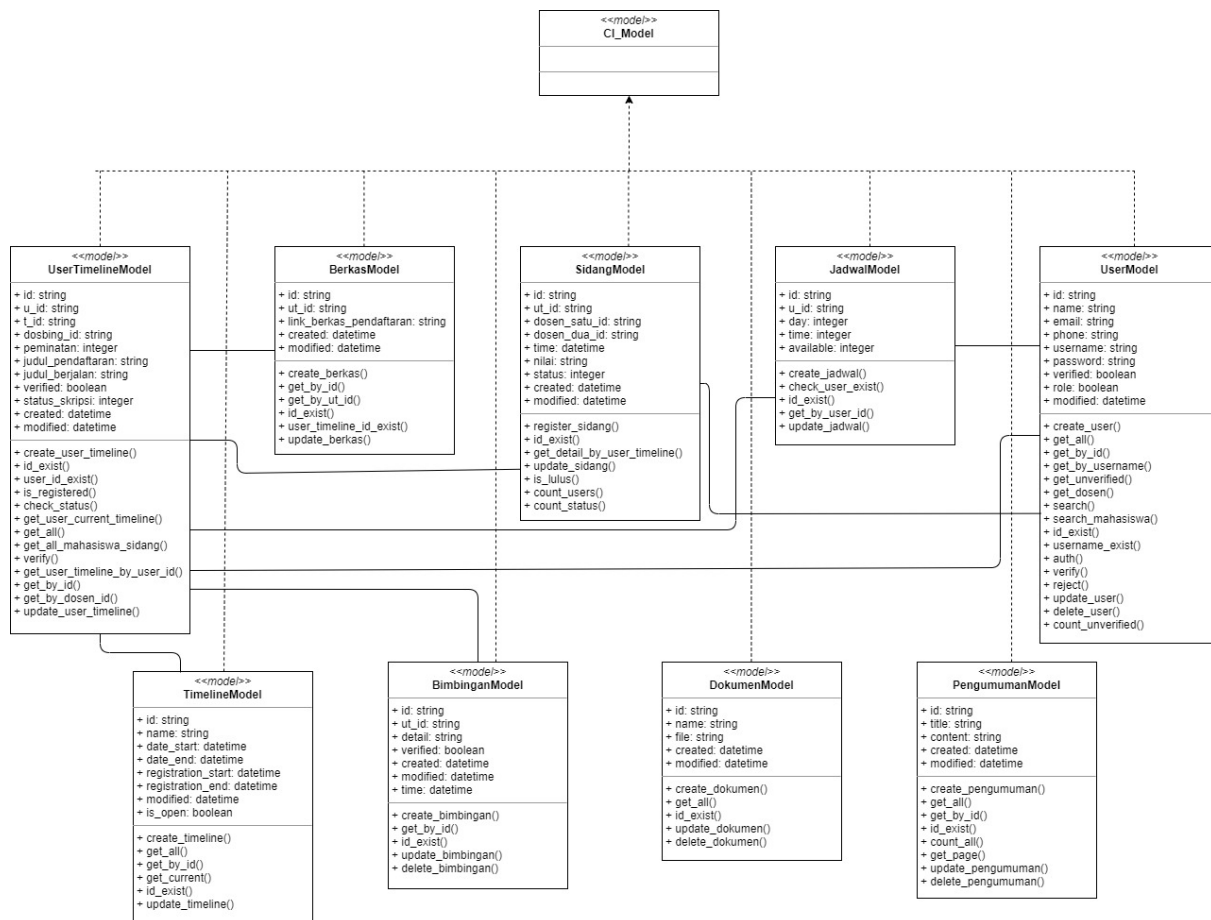 <<model>>
CI_Model
<<model>>
UserTimelineModel
+ id: string
+ u_id: string
+ t_id: string
+ dosbing_id: string
+ peminatan: integer
+ judul_pendaftaran: string
+ judul_berjalan: string
+ verified: boolean
+ status_skripsi: integer
+ created: datetime
+ modified: datetime
+ create_user_timeline()
+ id_exist()
+ user_id_exist()
+ is_registered()
+ check_status()
+ get_user_current_timeline()
+ get_all()
+ get_all_mahasiswa_sidang()
+ verify()
+ get_user_timeline_by_user_id()
+ get_by_id()
+ get_by_dosen_id()
+ update_user_timeline()
<<model>>
BerkasModel
+ id: string
+ ut_id: string
+ link_berkas_pendaftaran: string
+ created: datetime
+ modified: datetime
+ create_berkas()
+ get_by_id()
+ get_by_ut_id()
+ id_exist()
+ user_timeline_id_exist()
+ update_berkas()
<<model>>
SidangModel
+ id: string
+ ut_id: string
+ dosen_satu_id: string
+ dosen_dua_id: string
+ time: datetime
+ nilai: string
+ status: integer
+ created: datetime
+ modified: datetime
+ register_sidang()
+ id_exist()
+ get_detail_by_user_timeline()
+ update_sidang()
+ is_lulus()
+ count_users()
+ count_status()
<<model>>
JadwalModel
+ id: string
+ u_id: string
+ day: integer
+ time: integer
+ available: integer
+ create_jadwal()
+ check_user_exist()
+ id_exist()
+ get_by_user_id()
+ update_jadwal()
<<model>>
UserModel
+ id: string
+ name: string
+ email: string
+ phone: string
+ username: string
+ password: string
+ verified: boolean
+ role: boolean
+ modified: datetime
+ create_user()
+ get_all()
+ get_by_id()
+ get_by_username()
+ get_unverified()
+ get_dosen()
+ search()
+ search_mahasiswa()
+ id_exist()
+ username_exist()
+ auth()
+ verify()
+ reject()
+ update_user()
+ delete_user()
+ count_unverified()
<<model>>
TimelineModel
+ id: string
+ name: string
+ date_start: datetime
+ date_end: datetime
+ registration_start: datetime
+ registration_end: datetime
+ modified: datetime
+ is_open: boolean
+ create_timeline()
+ get_all()
+ get_by_id()
+ get_current()
+ id_exist()
+ update_timeline()
<<model>>
BimbinganModel
+ id: string
+ ut_id: string
+ detail: string
+ verified: boolean
+ created: datetime
+ modified: datetime
+ time: datetime
+ create_bimbingan()
+ get_by_id()
+ id_exist()
+ update_bimbingan()
+ delete_bimbingan()
<<model>>
DokumenModel
+ id: string
+ name: string
+ file: string
+ created: datetime
+ modified: datetime
+ create_dokumen()
+ get_all()
+ id_exist()
+ update_dokumen()
+ delete_dokumen()
<<model>>
PengumumanModel
+ id: string
+ title: string
+ content: string
+ created: datetime
+ modified: datetime
+ create_pengumuman()
+ get_all()
+ get_by_id()
+ id_exist()
+ count_all()
+ get_page()
+ update_pengumuman()
+ delete_pengumuman()